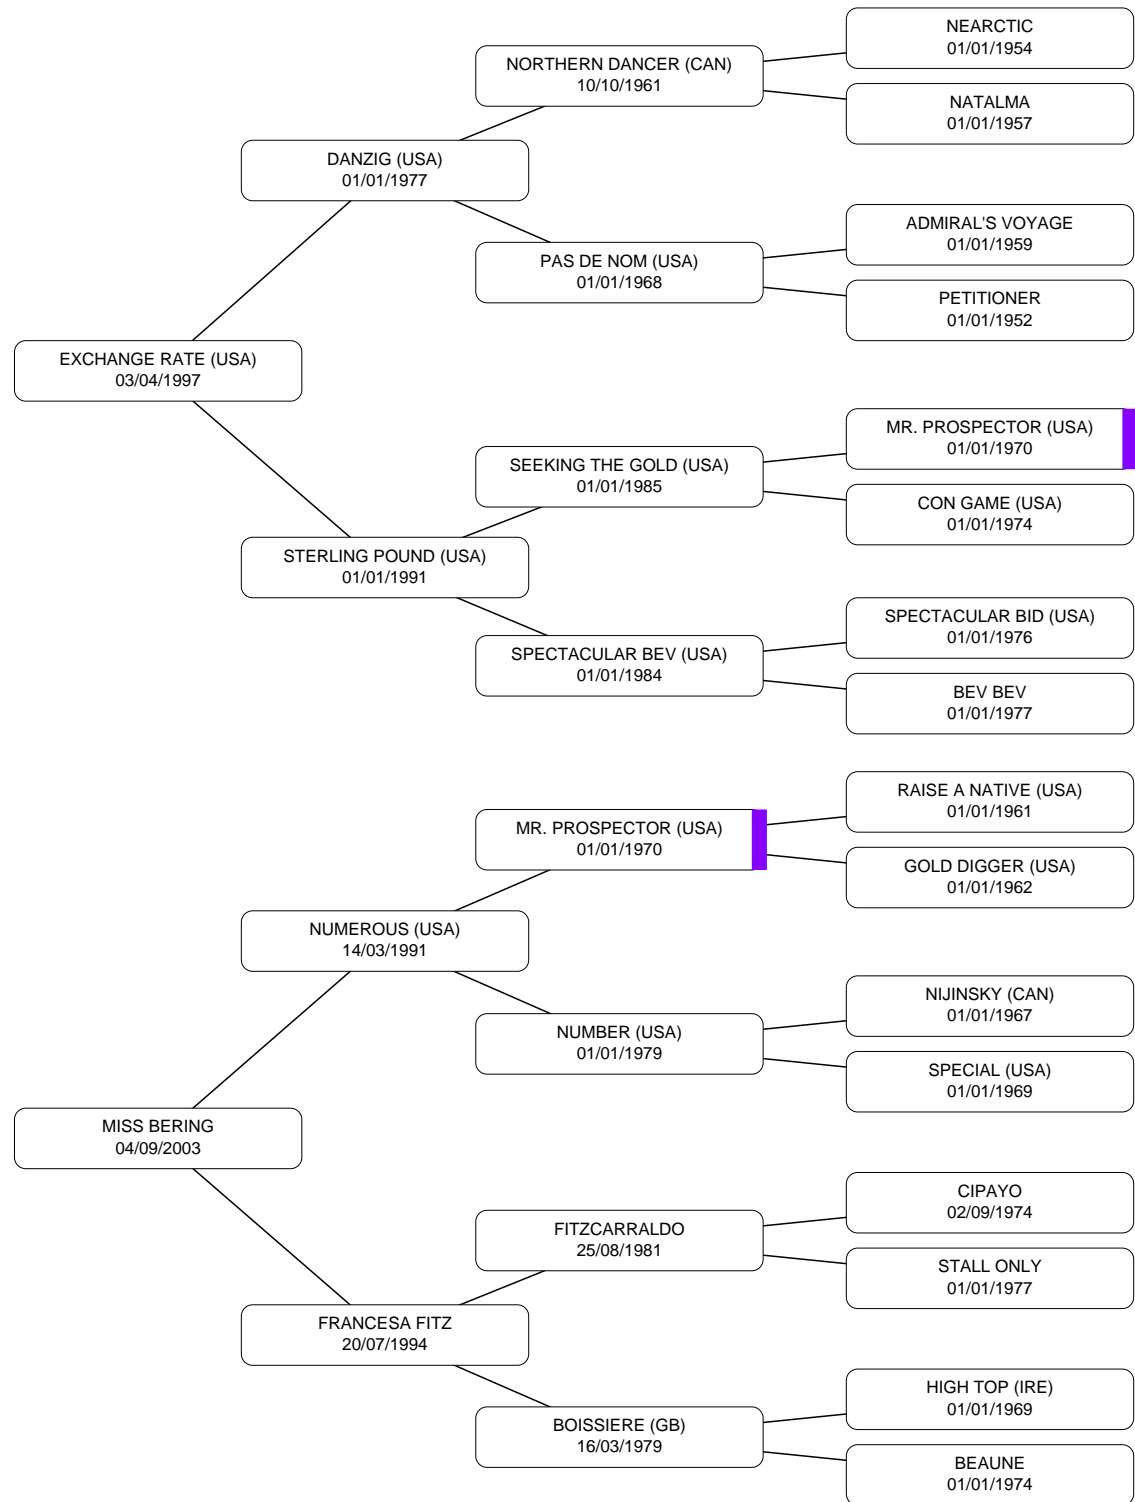 NEARCTIC
01/01/1954
NORTHERN DANCER (CAN)
10/10/1961
NATALMA
01/01/1957
DANZIG (USA)
01/01/1977
ADMIRAL'S VOYAGE
01/01/1959
PAS DE NOM (USA)
01/01/1968
PETITIONER
01/01/1952
EXCHANGE RATE (USA)
03/04/1997
MR. PROSPECTOR (USA)
01/01/1970
SEEKING THE GOLD (USA)
01/01/1985
CON GAME (USA)
01/01/1974
STERLING POUND (USA)
01/01/1991
SPECTACULAR BID (USA)
01/01/1976
SPECTACULAR BEV (USA)
01/01/1984
BEV BEV
01/01/1977
RAISE A NATIVE (USA)
01/01/1961
MR. PROSPECTOR (USA)
01/01/1970
GOLD DIGGER (USA)
01/01/1962
NUMEROUS (USA)
14/03/1991
NIJINSKY (CAN)
01/01/1967
NUMBER (USA)
01/01/1979
SPECIAL (USA)
01/01/1969
MISS BERING
04/09/2003
CIPAYO
02/09/1974
FITZCARRALDO
25/08/1981
STALL ONLY
01/01/1977
FRANCESA FITZ
20/07/1994
HIGH TOP (IRE)
01/01/1969
BOISSIERE (GB)
16/03/1979
BEAUNE
01/01/1974